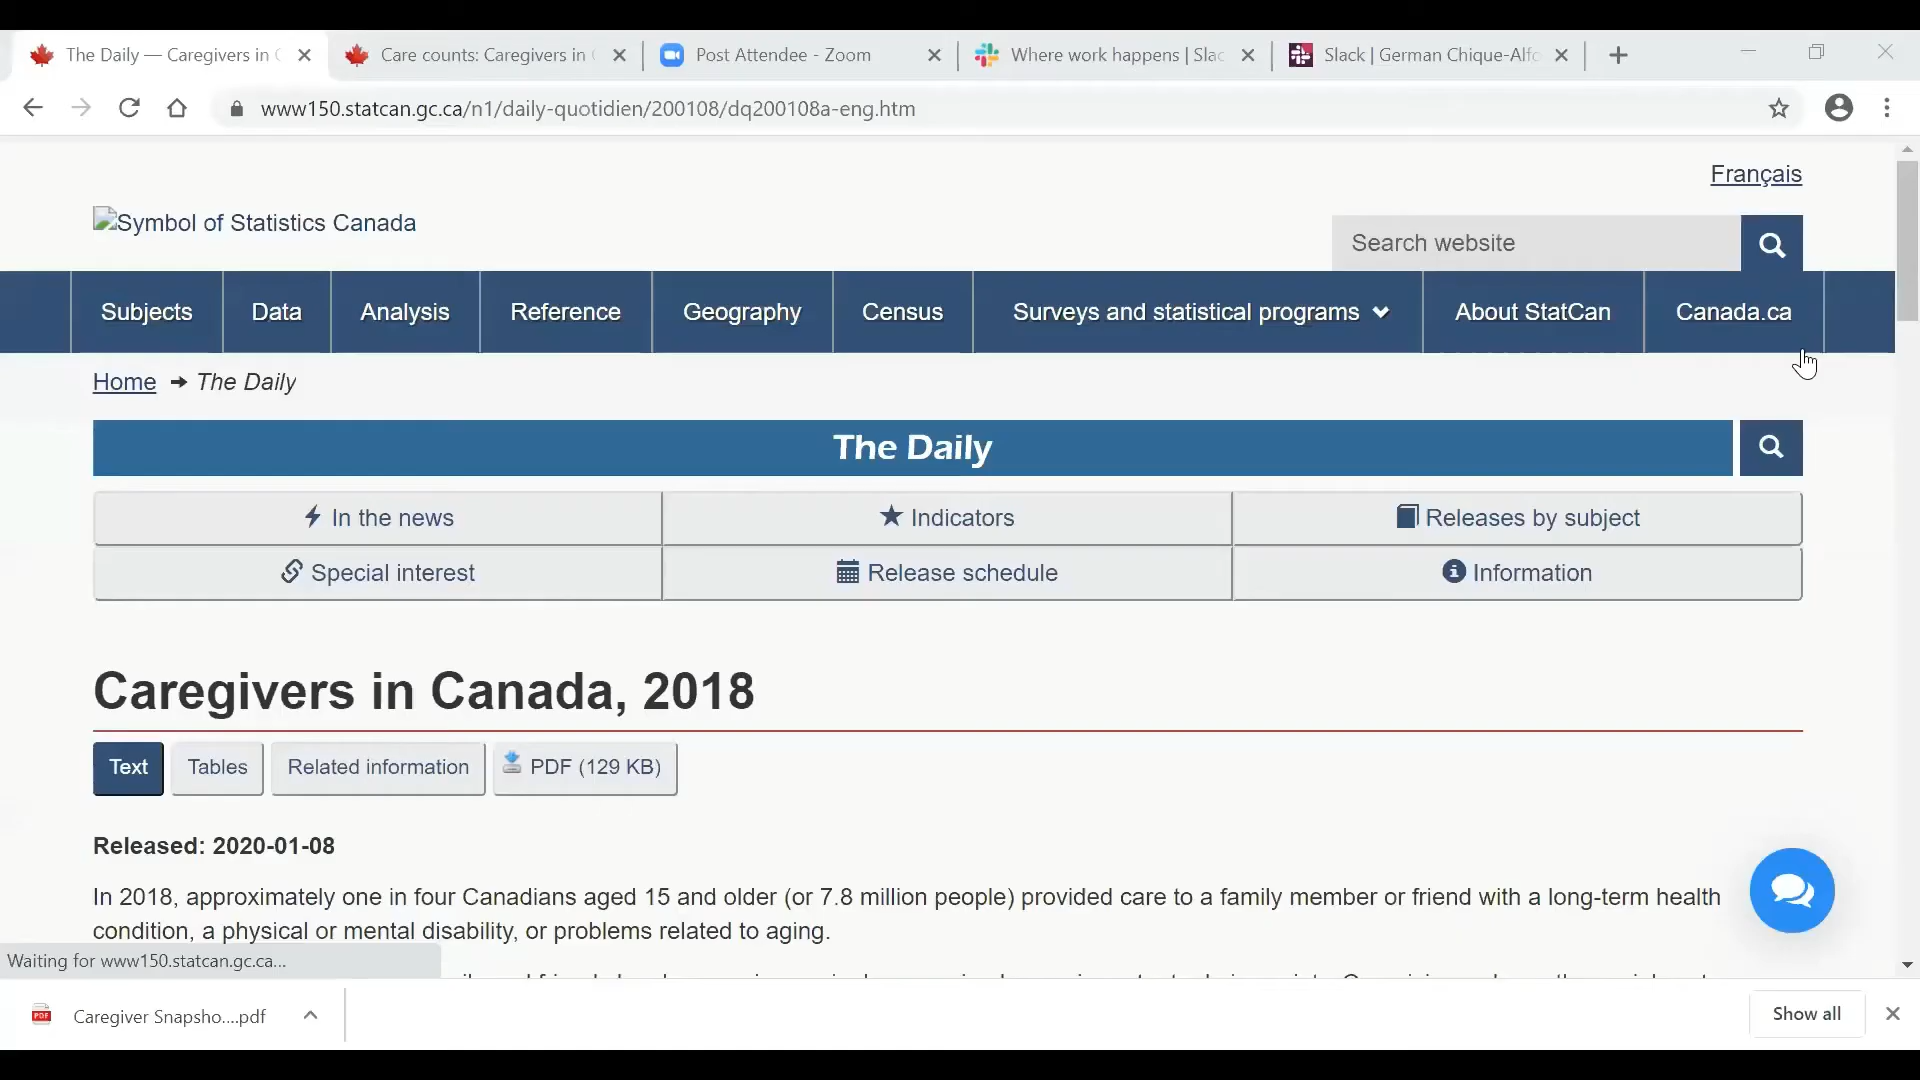 The Daily — Caregivers in C
Care counts: Caregivers in
Post Attendee - Zoom
Where work happens | Slac
Slack | German Chique-Alfo
www150.statcan.gc.ca/n1/daily-quotidien/200108/dq200108a-eng.htm
Français
Symbol of Statistics Canada
Search website
Subjects
Data
Analysis
Reference
Geography
Census
Surveys and statistical programs
About StatCan
Canada.ca
Home
The Daily
The Daily
In the news
Indicators
Releases by subject
Special interest
Release schedule
Information
Caregivers in Canada, 2018
Text
Tables
Related information
PDF (129 KB)
Released: 2020-01-08
In 2018, approximately one in four Canadians aged 15 and older (or 7.8 million people) provided care to a family member or friend with a long-term health
condition, a physical or mental disability, or problems related to aging.
Waiting for www150.statcan.gc.ca...
PDF
Caregiver Snapsho....pdf
Show all